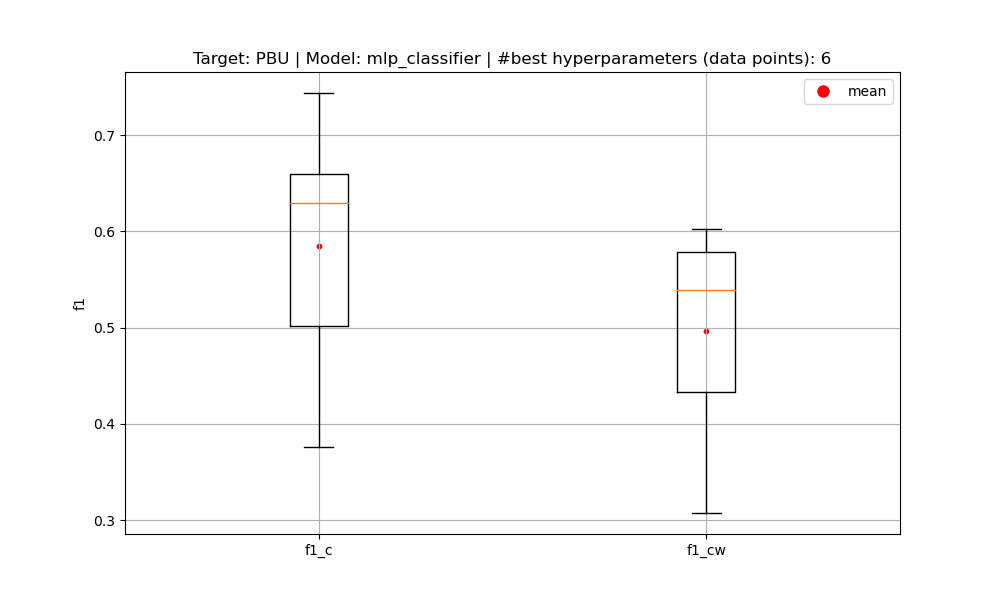 Target: PBU | Model: mlp_classifier | #best hyperparameters (data points): 6
mean
0.7
0.6
0.5
0.4
0.3
f1
f1_c
f1_cw